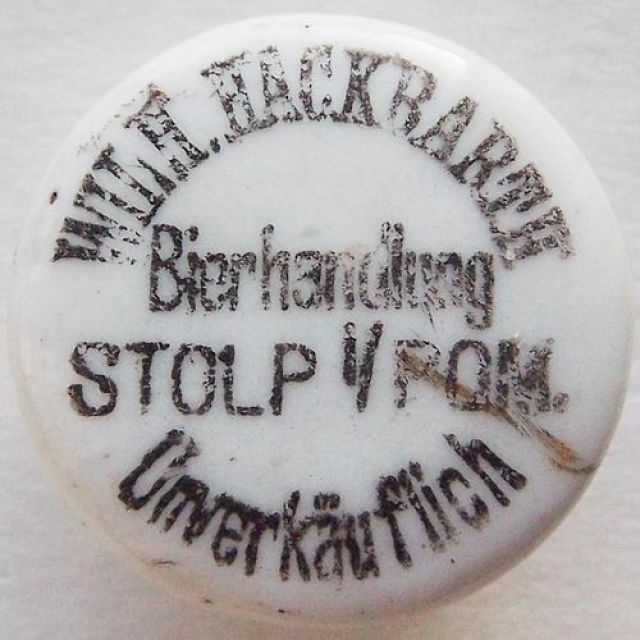 WILH. HACKBARTH
Bierhandlung
STOLP i/ POM.
Unverkäuflich